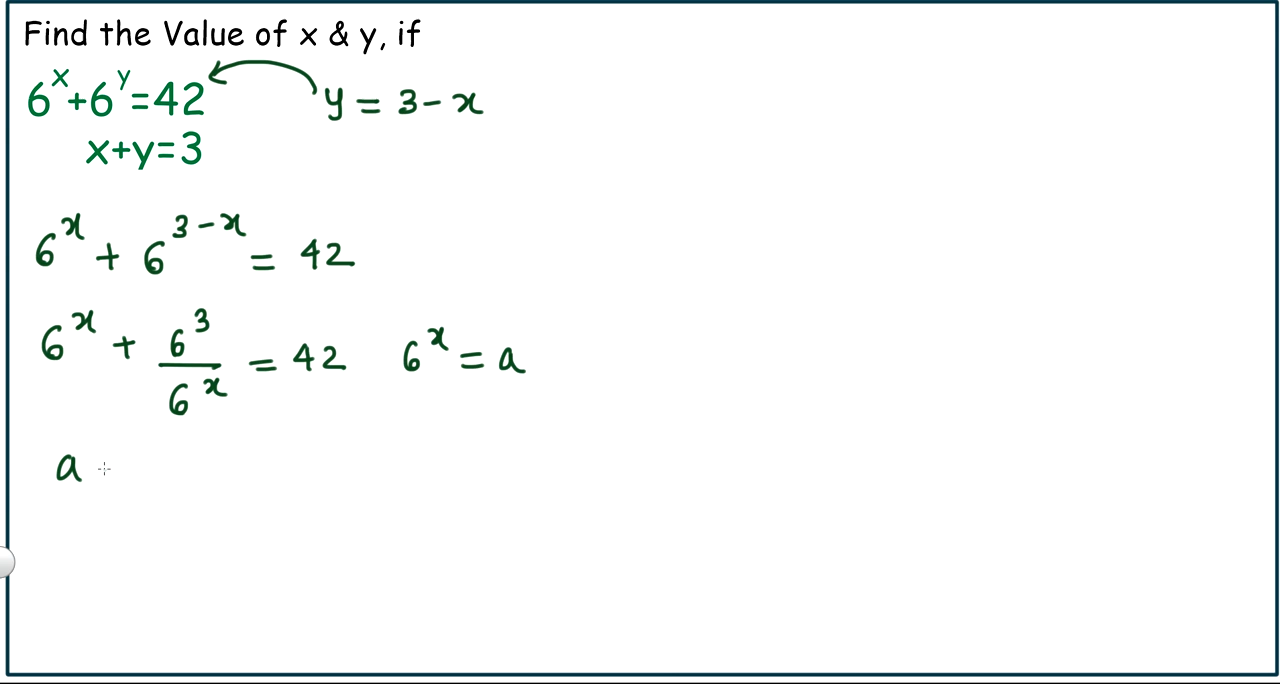 Find the Value of x & y, if
6^x+6^y=42
y = 3-x
x+y=3
6^x + 6^{3-x} = 42
6^x + 6^3/6^x = 42 6^x = a
a